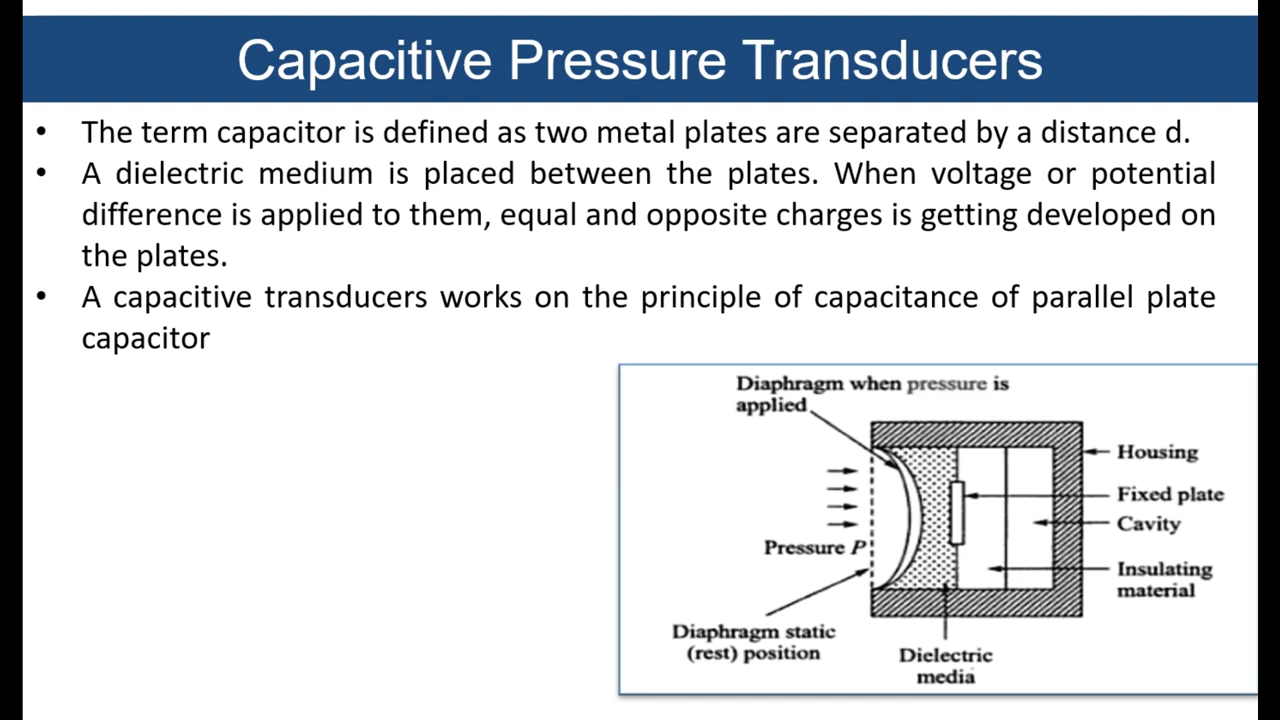 Capacitive Pressure Transducers
• The term capacitor is defined as two metal plates are separated by a distance d.
• A dielectric medium is placed between the plates. When voltage or potential
difference is applied to them, equal and opposite charges is getting developed on
the plates.
• A capacitive transducers works on the principle of capacitance of parallel plate
capacitor
Diaphragm when pressure is
applied
Housing
Fixed plate
Cavity
Pressure P
Insulating
material
Diaphragm static
(rest) position
Dielectric
media